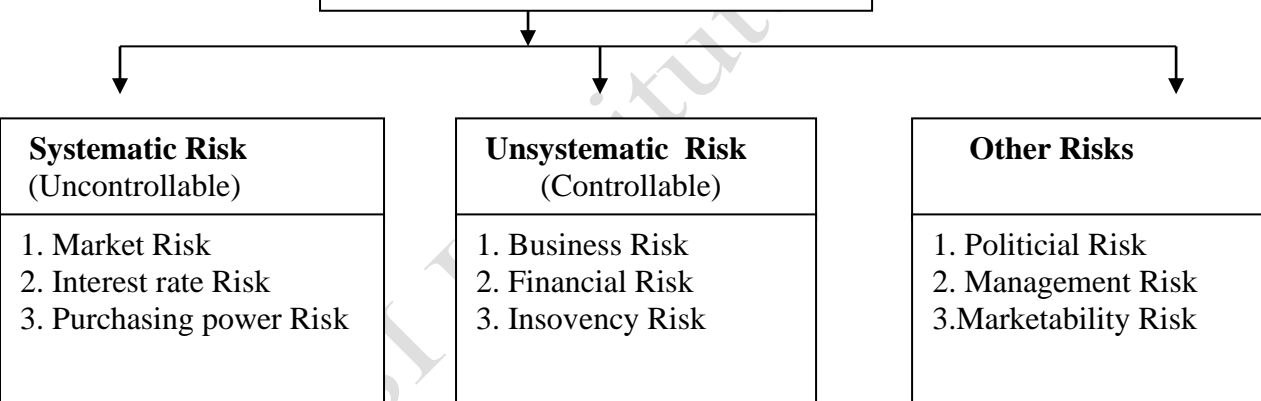 Systematic Risk
(Uncontrollable)
1. Market Risk
2. Interest rate Risk
3. Purchasing power Risk
Unsystematic Risk
(Controllable)
1. Business Risk
2. Financial Risk
3. Insovency Risk
Other Risks
1. Politicial Risk
2. Management Risk
3.Marketability Risk